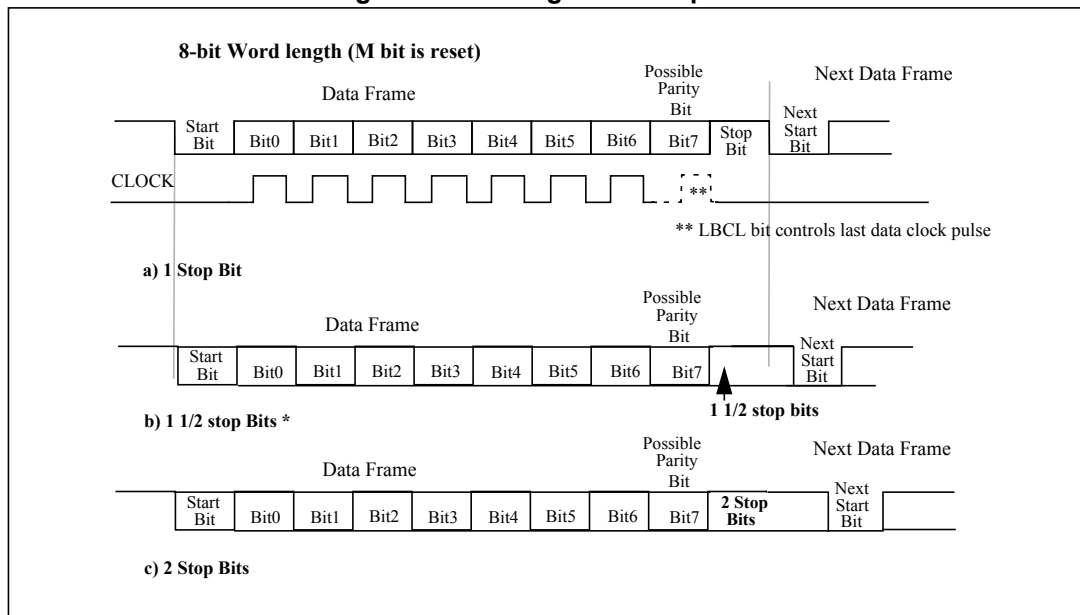 8-bit Word length (M bit is reset)
Data Frame
Possible
Parity
Bit
Next Data Frame
Start
Bit
Bit0
Bit1
Bit2
Bit3
Bit4
Bit5
Bit6
Bit7
Stop
Bit
Next
Start
Bit
CLOCK
**
** LBCL bit controls last data clock pulse
a) 1 Stop Bit
Data Frame
Possible
Parity
Bit
Next Data Frame
Start
Bit
Bit0
Bit1
Bit2
Bit3
Bit4
Bit5
Bit6
Bit7
Next
Start
Bit
1 1/2 stop bits
b) 1 1/2 stop Bits *
Data Frame
Possible
Parity
Bit
Next Data Frame
Start
Bit
Bit0
Bit1
Bit2
Bit3
Bit4
Bit5
Bit6
Bit7
2 Stop
Bits
Next
Start
Bit
c) 2 Stop Bits